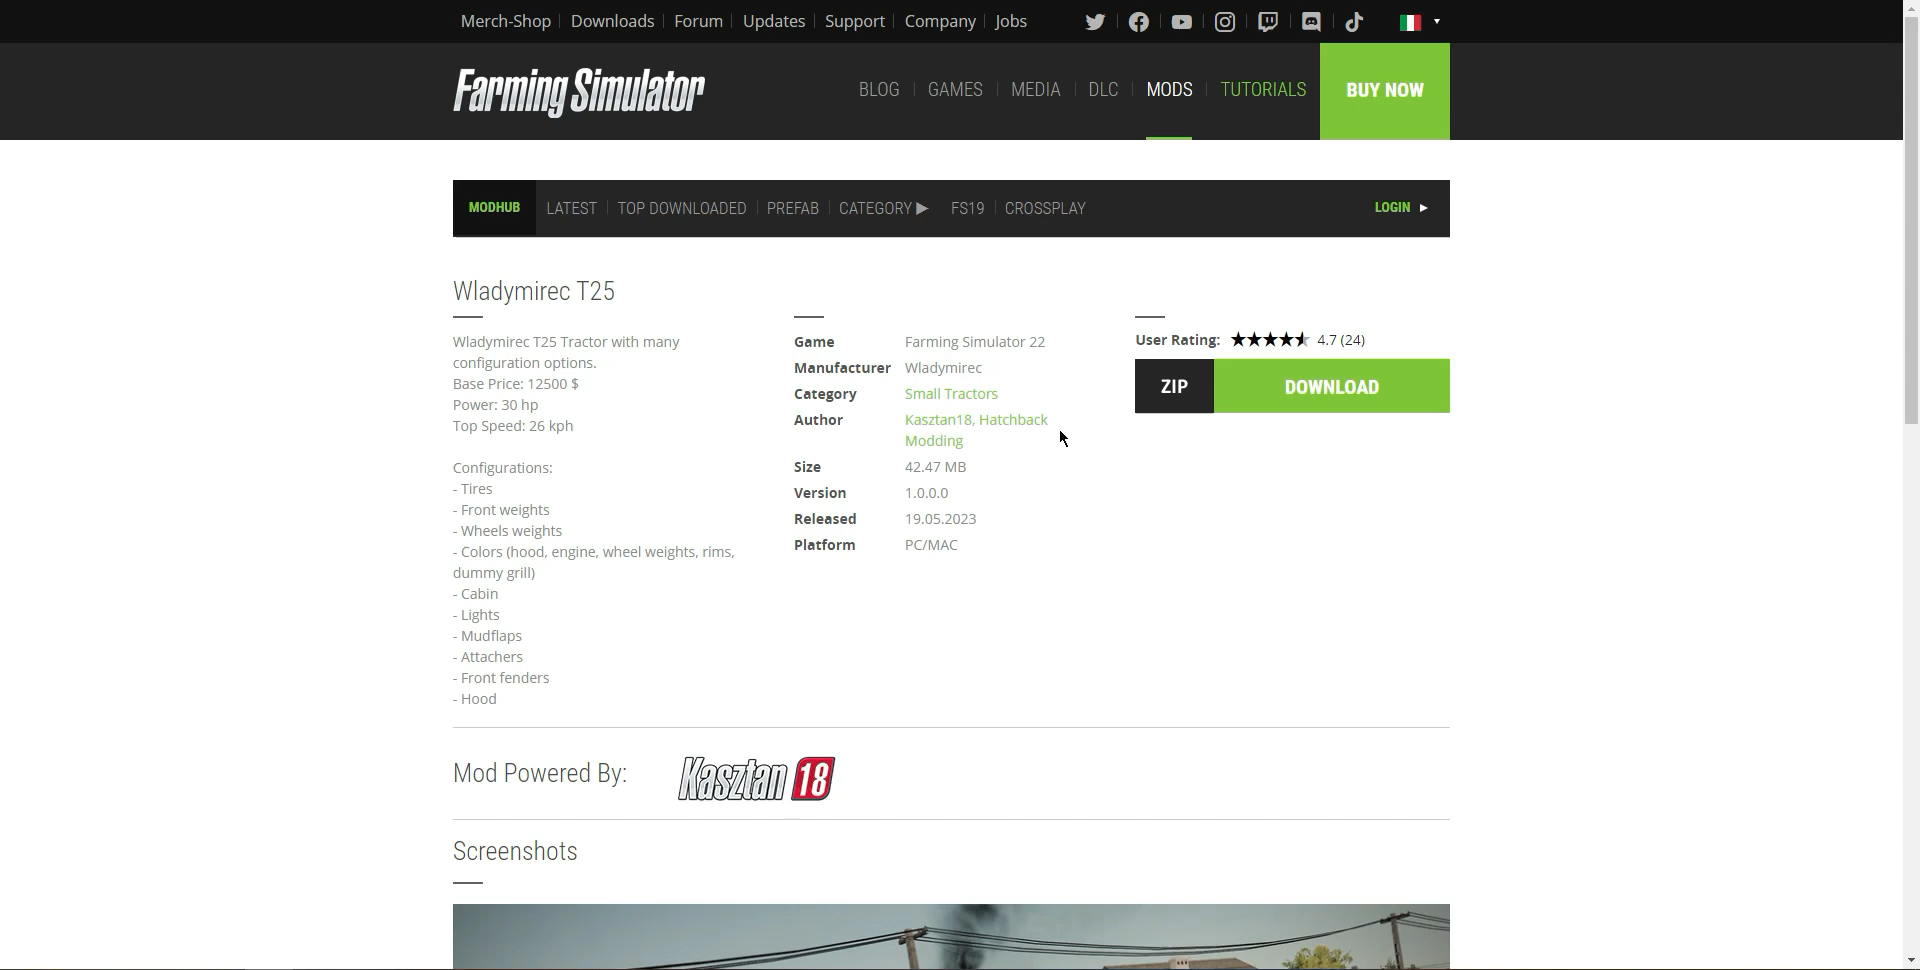 Merch-Shop Downloads Forum Updates Support Company Jobs
Farming Simulator
BLOG GAMES MEDIA DLC MODS TUTORIALS BUY NOW
MODHUB LATEST TOP DOWNLOADED PREFAB CATEGORY ▶ FS19 CROSSPLAY LOGIN ▶
Wladymirec T25
Wladymirec T25 Tractor with many
configuration options.
Base Price: 12500 $
Power: 30 hp
Top Speed: 26 kph
Configurations:
- Tires
- Front weights
- Wheels weights
- Colors (hood, engine, wheel weights, rims,
dummy grill)
- Cabin
- Lights
- Mudflaps
- Attachers
- Front fenders
- Hood
Game Farming Simulator 22
Manufacturer Wladymirec
Category Small Tractors
Author Kasztan18, Hatchback
Modding
Size 42.47 MB
Version 1.0.0.0
Released 19.05.2023
Platform PC/MAC
User Rating: 4.7 (24)
ZIP DOWNLOAD
Mod Powered By: Kasztan 18
Screenshots